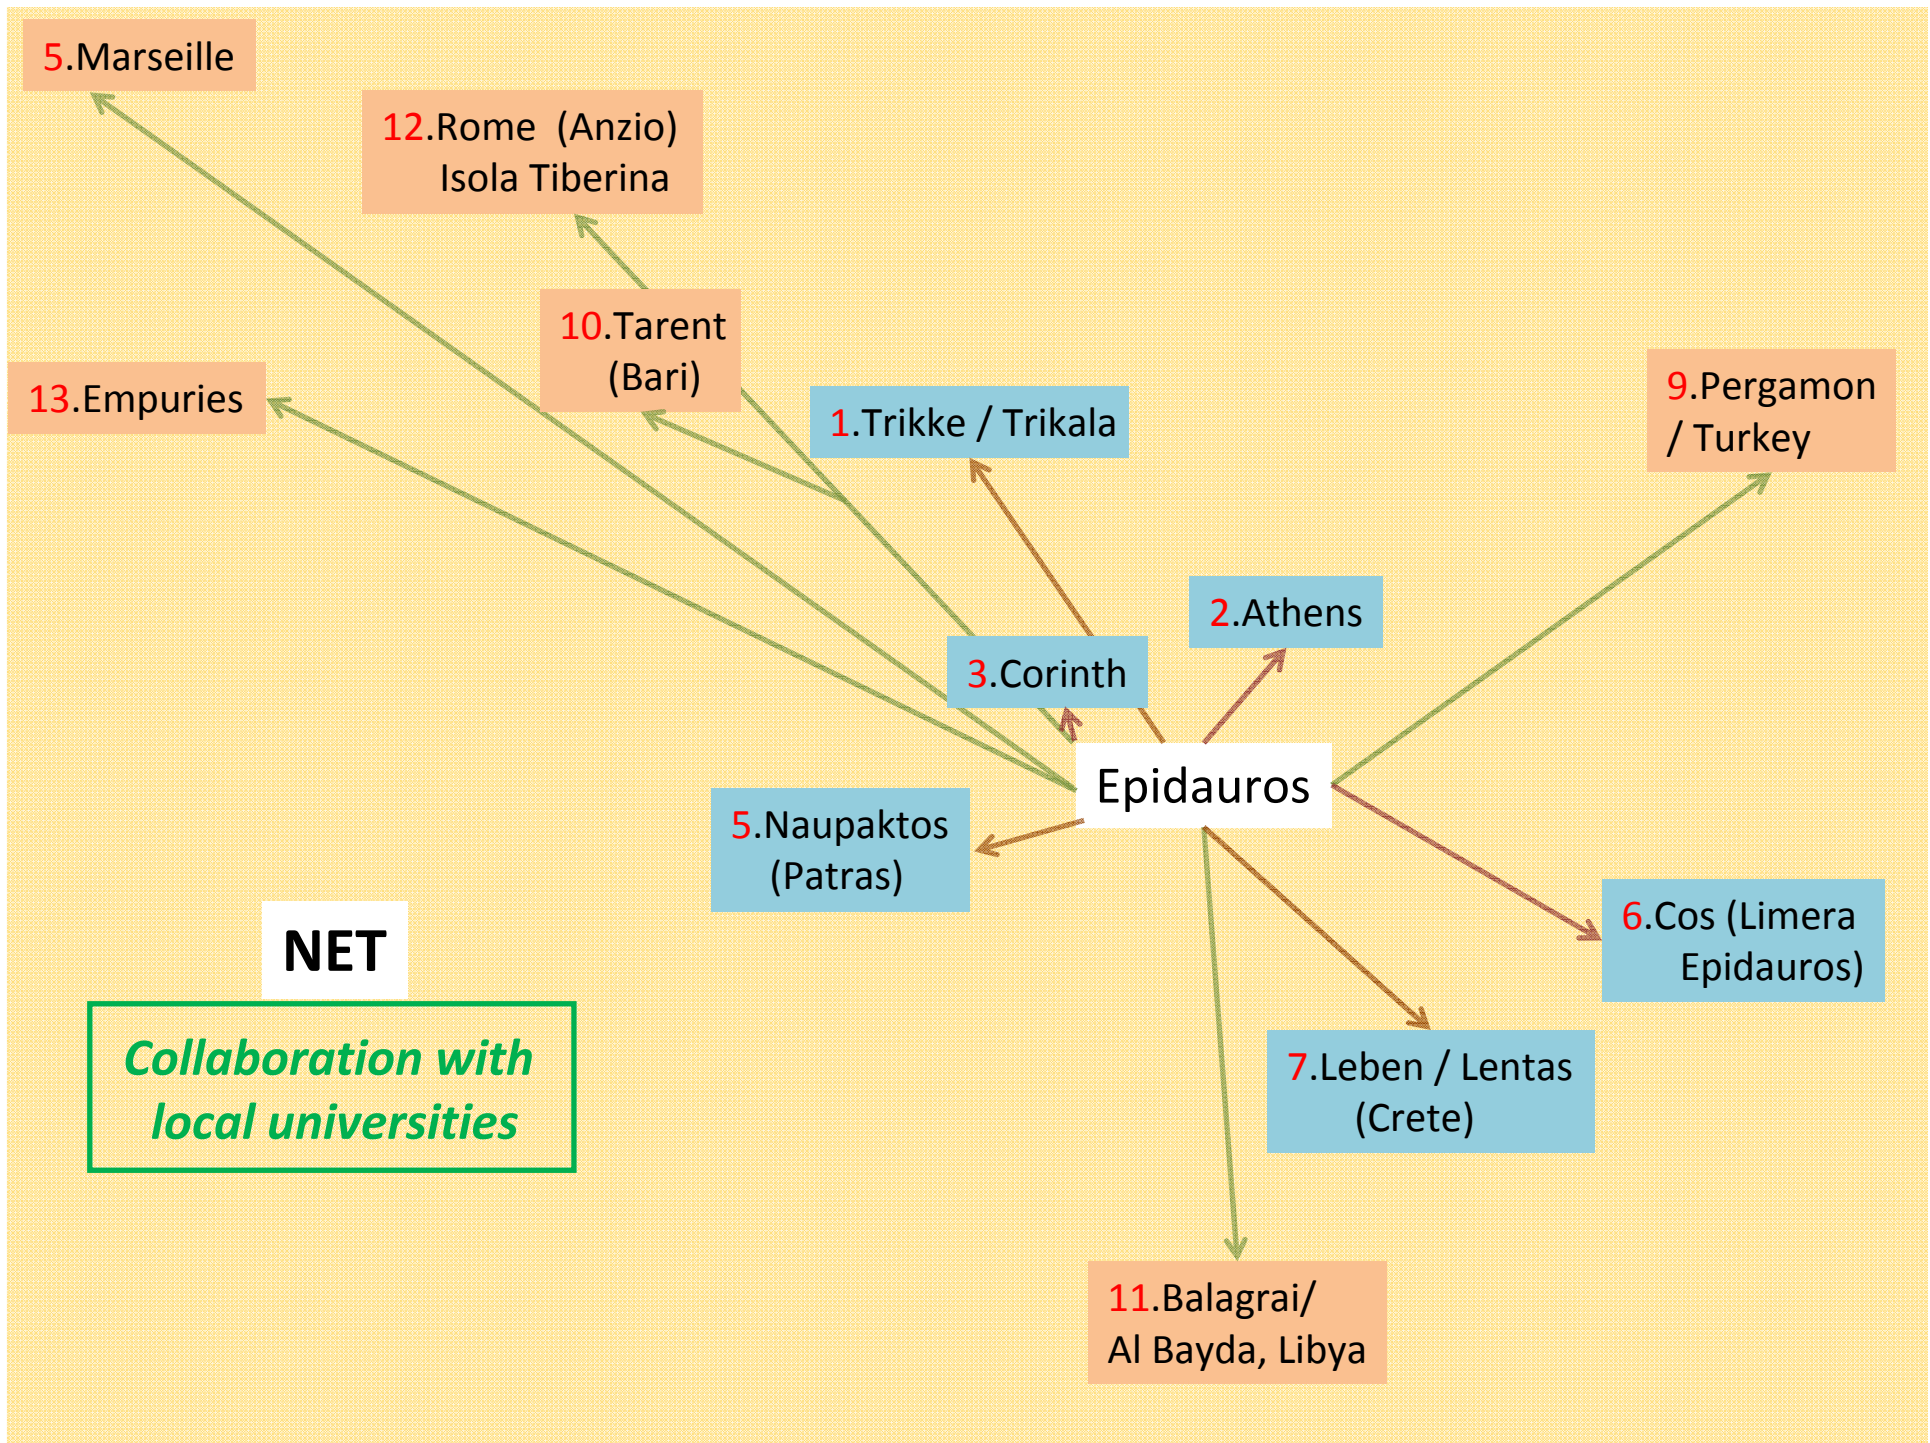 5.Marseille
12.Rome (Anzio)
Isola Tiberina
10.Tarent
(Bari)
13.Empuries
1.Trikke / Trikala
9.Pergamon
/ Turkey
2.Athens
3.Corinth
Epidauros
5.Naupaktos
(Patras)
6.Cos (Limera
Epidauros)
NET
Collaboration with
local universities
7.Leben / Lentas
(Crete)
11.Balagrai/
Al Bayda, Libya